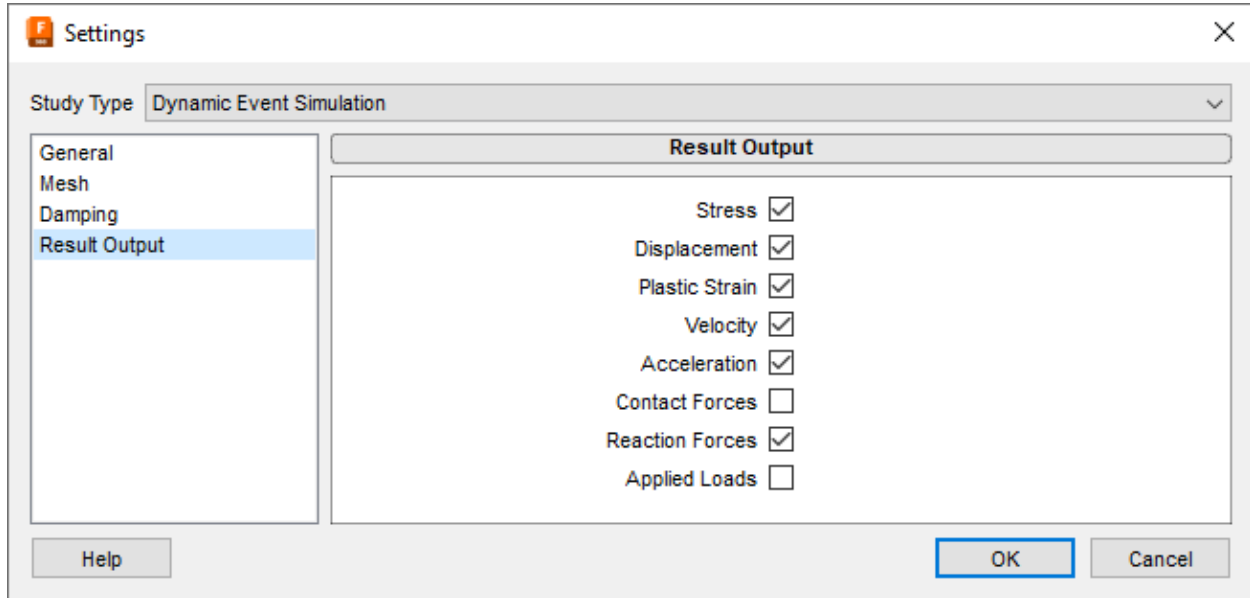 Settings
Study Type Dynamic Event Simulation
General
Mesh
Damping
Result Output
Result Output
Stress
Displacement
Plastic Strain
Velocity
Acceleration
Contact Forces
Reaction Forces
Applied Loads
Help
OK
Cancel